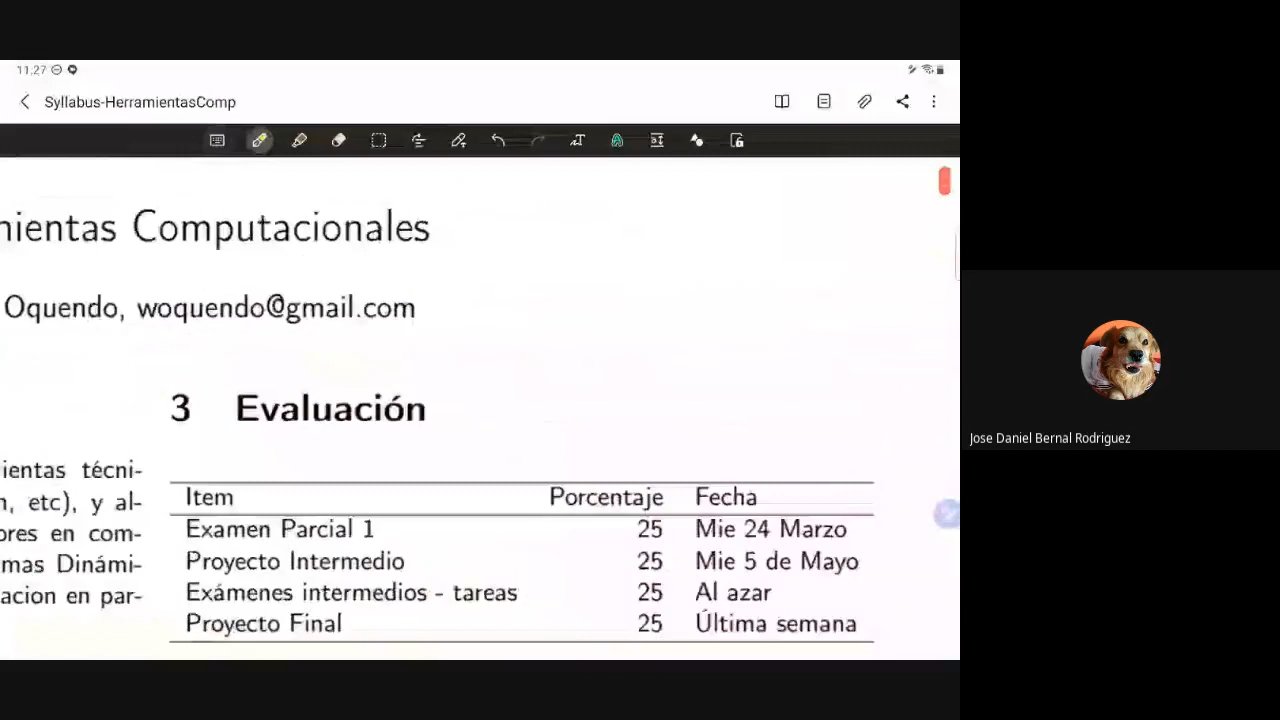 11,27
Syllabus-HerramientasComp
mientas Computacionales
Oquendo, woquendo@gmail.com
3 Evaluación
ientas técni-
n, etc), y al-
ores en com-
mas Dinámi-
acion en par-
Item Porcentaje Fecha
Examen Parcial 1 25 Mie 24 Marzo
Proyecto Intermedio 25 Mie 5 de Mayo
Exámenes intermedios - tareas 25 Al azar
Proyecto Final 25 Última semana
Jose Daniel Bernal Rodriguez